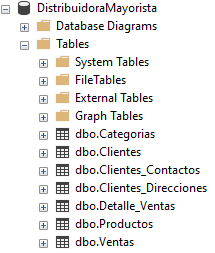 DistribuidoraMayorista
Database Diagrams
Tables
System Tables
FileTables
External Tables
Graph Tables
dbo.Categorias
dbo.Clientes
dbo.Clientes_Contactos
dbo.Clientes_Direcciones
dbo.Detalle_Ventas
dbo.Productos
dbo.Ventas